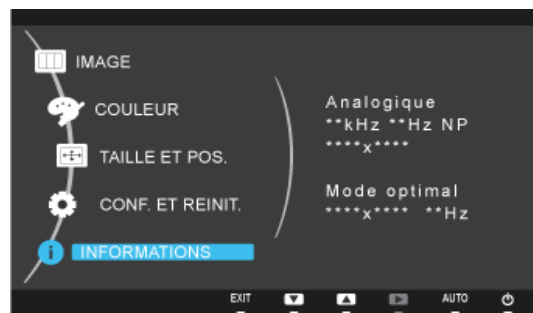 IMAGE
COULEUR
TAILLE ET POS.
CONF. ET REINIT.
INFORMATIONS
Analogique
**kHz **Hz NP
****x****
Mode optimal
****x**** **Hz
EXIT
AUTO